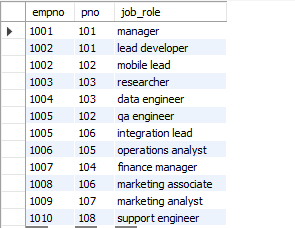 empno pno job_role
1001 101 manager
1002 101 lead developer
1002 102 mobile lead
1003 103 researcher
1004 103 data engineer
1005 102 qa engineer
1005 106 integration lead
1006 105 operations analyst
1007 104 finance manager
1008 106 marketing associate
1009 107 marketing analyst
1010 108 support engineer